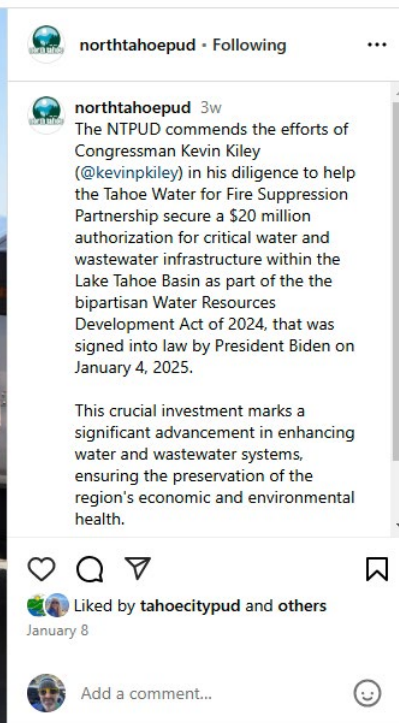 northtahoepud • Following
northtahoepud 3w
The NTPUD commends the efforts of
Congressman Kevin Kiley
(@kevinpkiley) in his diligence to help
the Tahoe Water for Fire Suppression
Partnership secure a $20 million
authorization for critical water and
wastewater infrastructure within the
Lake Tahoe Basin as part of the the
bipartisan Water Resources
Development Act of 2024, that was
signed into law by President Biden on
January 4, 2025.
This crucial investment marks a
significant advancement in enhancing
water and wastewater systems,
ensuring the preservation of the
region's economic and environmental
health.
Liked by tahoecitypud and others
January 8
Add a comment...